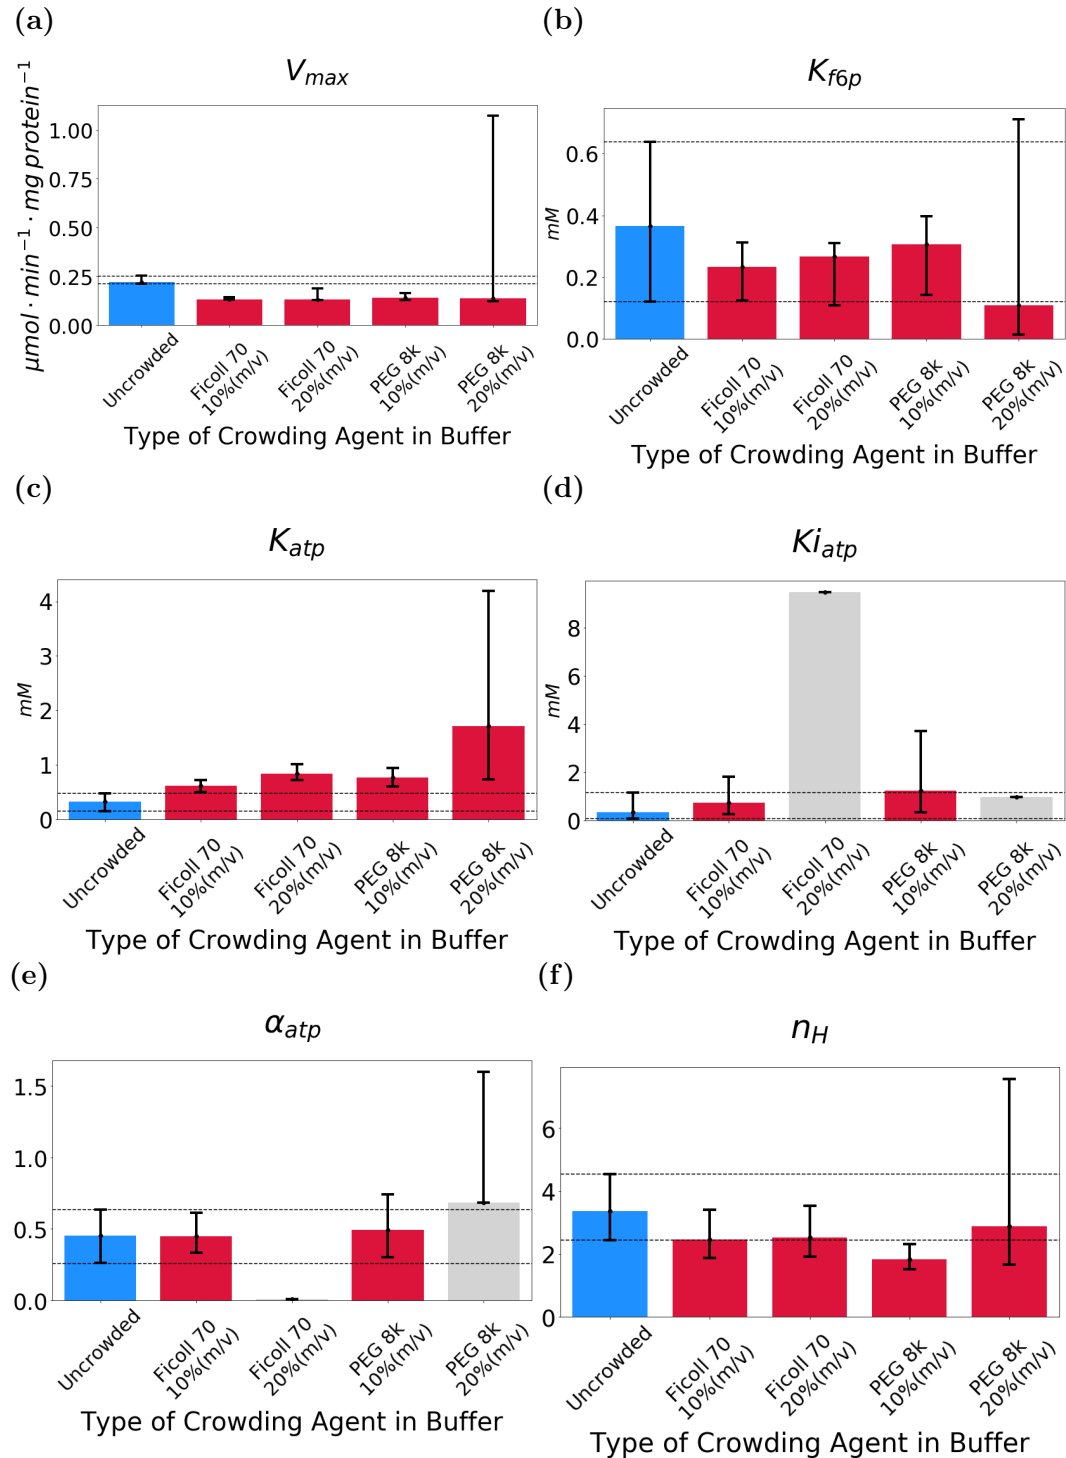 (a)
V_max
μmol · min⁻¹ · mg protein⁻¹
1.00
0.75
0.50
0.25
0.00
Uncrowded
Ficoll 70
10%(m/v)
Ficoll 70
20%(m/v)
PEG 8k
10%(m/v)
PEG 8k
20%(m/v)
Type of Crowding Agent in Buffer
(b)
K_f6p
mM
0.6
0.4
0.2
0.0
Uncrowded
Ficoll 70
10%(m/v)
Ficoll 70
20%(m/v)
PEG 8k
10%(m/v)
PEG 8k
20%(m/v)
Type of Crowding Agent in Buffer
(c)
K_atp
mM
4
3
2
1
0
Uncrowded
Ficoll 70
10%(m/v)
Ficoll 70
20%(m/v)
PEG 8k
10%(m/v)
PEG 8k
20%(m/v)
Type of Crowding Agent in Buffer
(d)
Ki_atp
mM
8
6
4
2
0
Uncrowded
Ficoll 70
10%(m/v)
Ficoll 70
20%(m/v)
PEG 8k
10%(m/v)
PEG 8k
20%(m/v)
Type of Crowding Agent in Buffer
(e)
α_atp
1.5
1.0
0.5
0.0
Uncrowded
Ficoll 70
10%(m/v)
Ficoll 70
20%(m/v)
PEG 8k
10%(m/v)
PEG 8k
20%(m/v)
Type of Crowding Agent in Buffer
(f)
n_H
6
4
2
0
Uncrowded
Ficoll 70
10%(m/v)
Ficoll 70
20%(m/v)
PEG 8k
10%(m/v)
PEG 8k
20%(m/v)
Type of Crowding Agent in Buffer